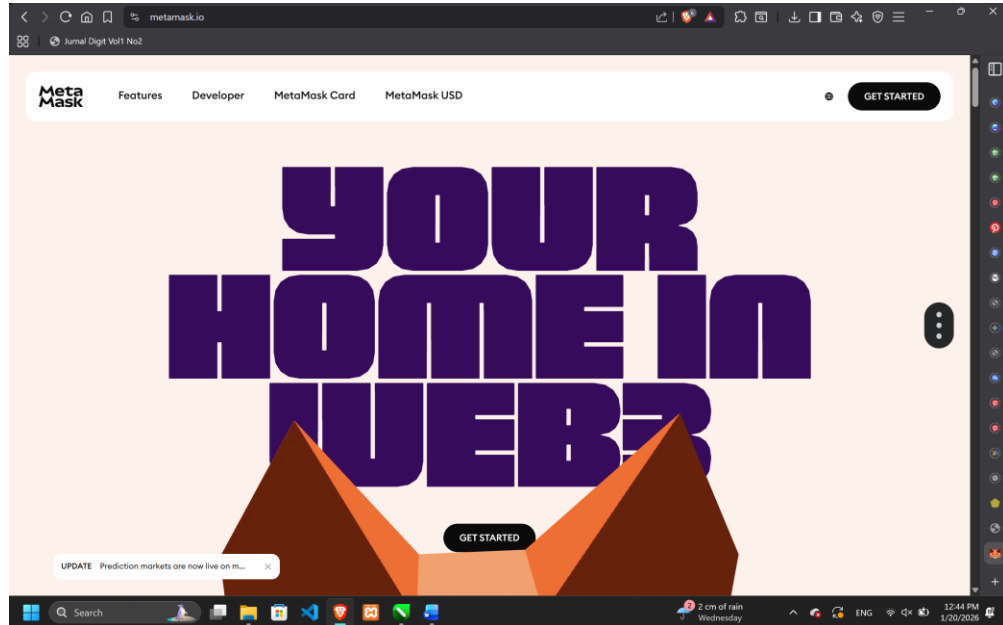 metamask.io
Jurnal Digit Vol1 No2
Meta
Mask
Features
Developer
MetaMask Card
MetaMask USD
GET STARTED
YOUR
HOME IN
WEB3
GET STARTED
UPDATE Prediction markets are now live on m...
Search
2
2 cm of rain
Wednesday
ENG
12:44 PM
1/20/2026